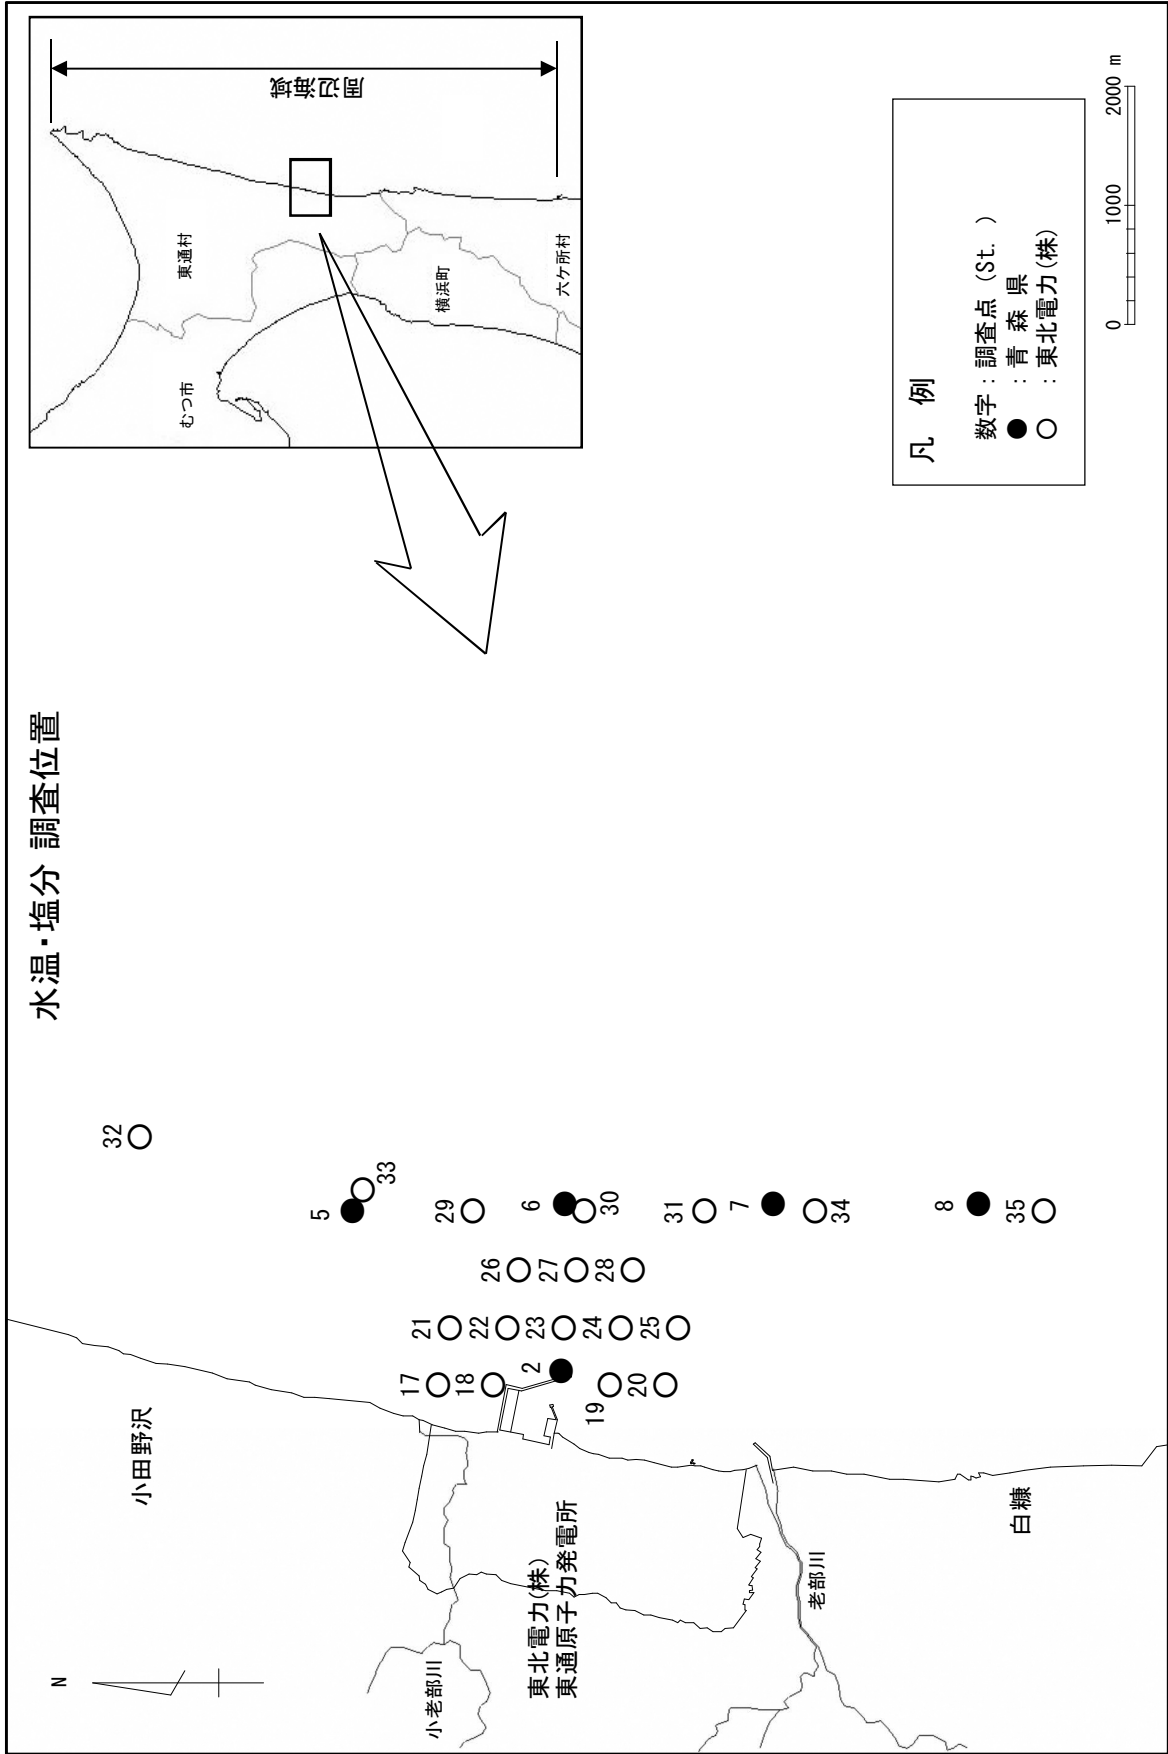 水温・塩分 調査位置
N
小田野沢
小老部川
東北電力(株)
東通原子力発電所
老部川
白糠
32
5
33
29
6
30
31
7
34
8
35
26
27
28
21
22
23
24
25
17
18
2
19
20
むつ市
東通村
横浜町
六ケ所村
周辺海域
凡 例
数字:調査点 (St. )
● :青 森 県
○ :東北電力(株)
0 1000 2000 m